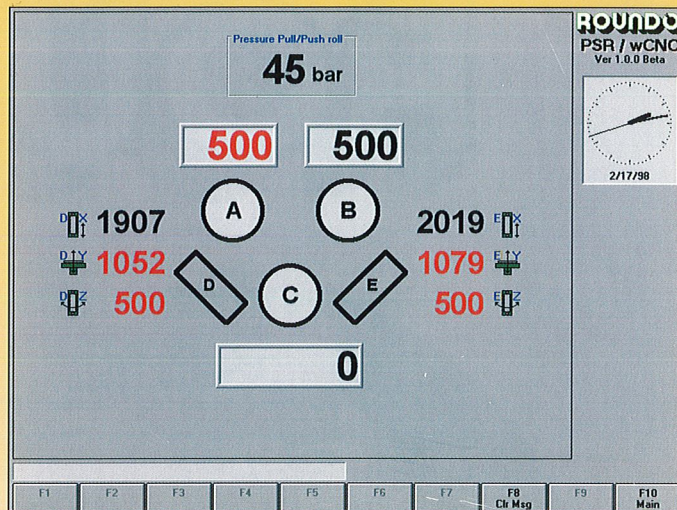 ROUNDO
PSR / wCNC
Ver 1.0.0 Beta
2/17/98
Pressure Pull/Push roll
45 bar
500
500
A
B
D X
1907
2019
E X
D Y
1052
1079
E Y
D Z
500
500
E Z
D
C
E
0
F1
F2
F3
F4
F5
F6
F7
F8
Clr Msg
F9
F10
Main